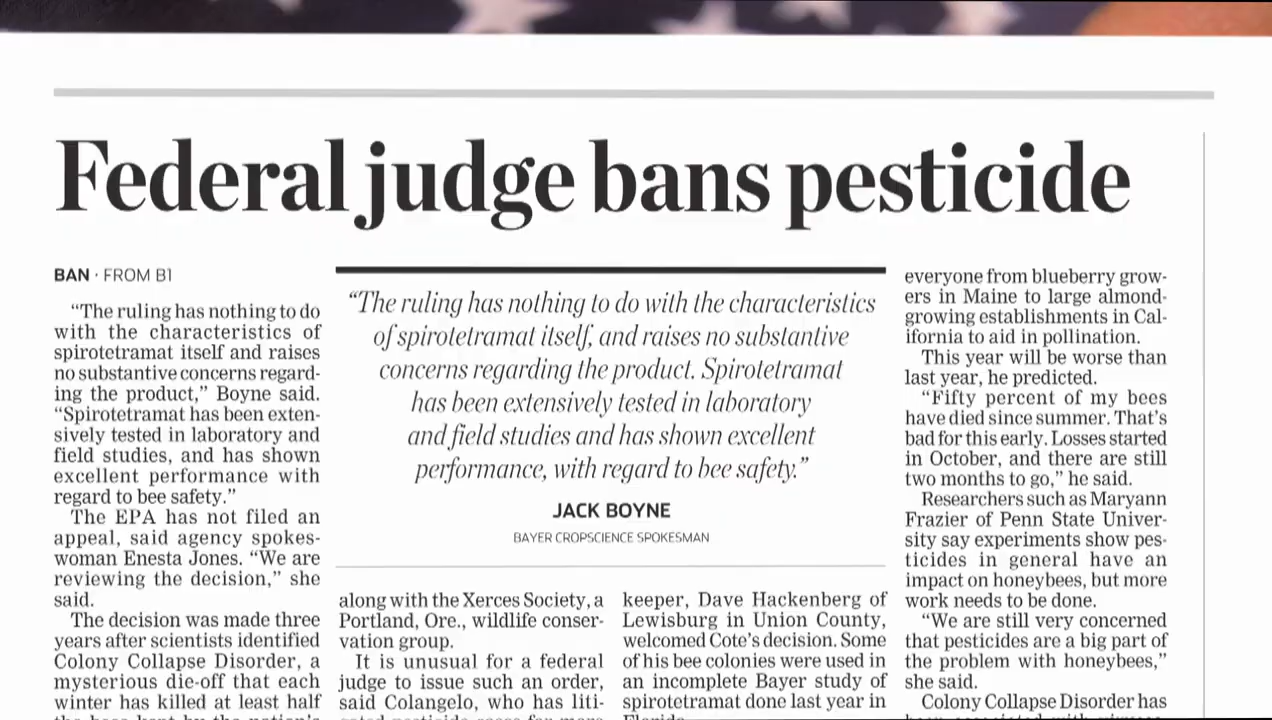 Federal judge bans pesticide
BAN · FROM B1
“The ruling has nothing to do
with the characteristics of
spirotetramat itself and raises
no substantive concerns regard-
ing the product,” Boyne said.
“Spirotetramat has been exten-
sively tested in laboratory and
field studies, and has shown
excellent performance with
regard to bee safety.”
The EPA has not filed an
appeal, said agency spokes-
woman Enesta Jones. “We are
reviewing the decision,” she
said.
The decision was made three
years after scientists identified
Colony Collapse Disorder, a
mysterious die-off that each
winter has killed at least half
“The ruling has nothing to do with the characteristics
of spirotetramat itself, and raises no substantive
concerns regarding the product. Spirotetramat
has been extensively tested in laboratory
and field studies and has shown excellent
performance, with regard to bee safety.”
JACK BOYNE
BAYER CROPSCIENCE SPOKESMAN
along with the Xerces Society, a
Portland, Ore., wildlife conser-
vation group.
It is unusual for a federal
judge to issue such an order,
said Colangelo, who has liti-
keeper, Dave Hackenberg of
Lewisburg in Union County,
welcomed Cote’s decision. Some
of his bee colonies were used in
an incomplete Bayer study of
spirotetramat done last year in
everyone from blueberry grow-
ers in Maine to large almond-
growing establishments in Cal-
ifornia to aid in pollination.
This year will be worse than
last year, he predicted.
“Fifty percent of my bees
have died since summer. That’s
bad for this early. Losses started
in October, and there are still
two months to go,” he said.
Researchers such as Maryann
Frazier of Penn State Univer-
sity say experiments show pes-
ticides in general have an
impact on honeybees, but more
work needs to be done.
“We are still very concerned
that pesticides are a big part of
the problem with honeybees,”
she said.
Colony Collapse Disorder has